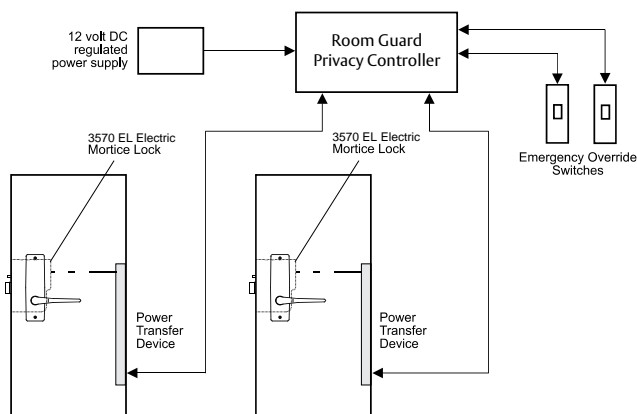 12 volt DC
regulated
power supply
Room Guard
Privacy Controller
Emergency Override
Switches
3570 EL Electric
Mortice Lock
3570 EL Electric
Mortice Lock
Power
Transfer
Device
Power
Transfer
Device